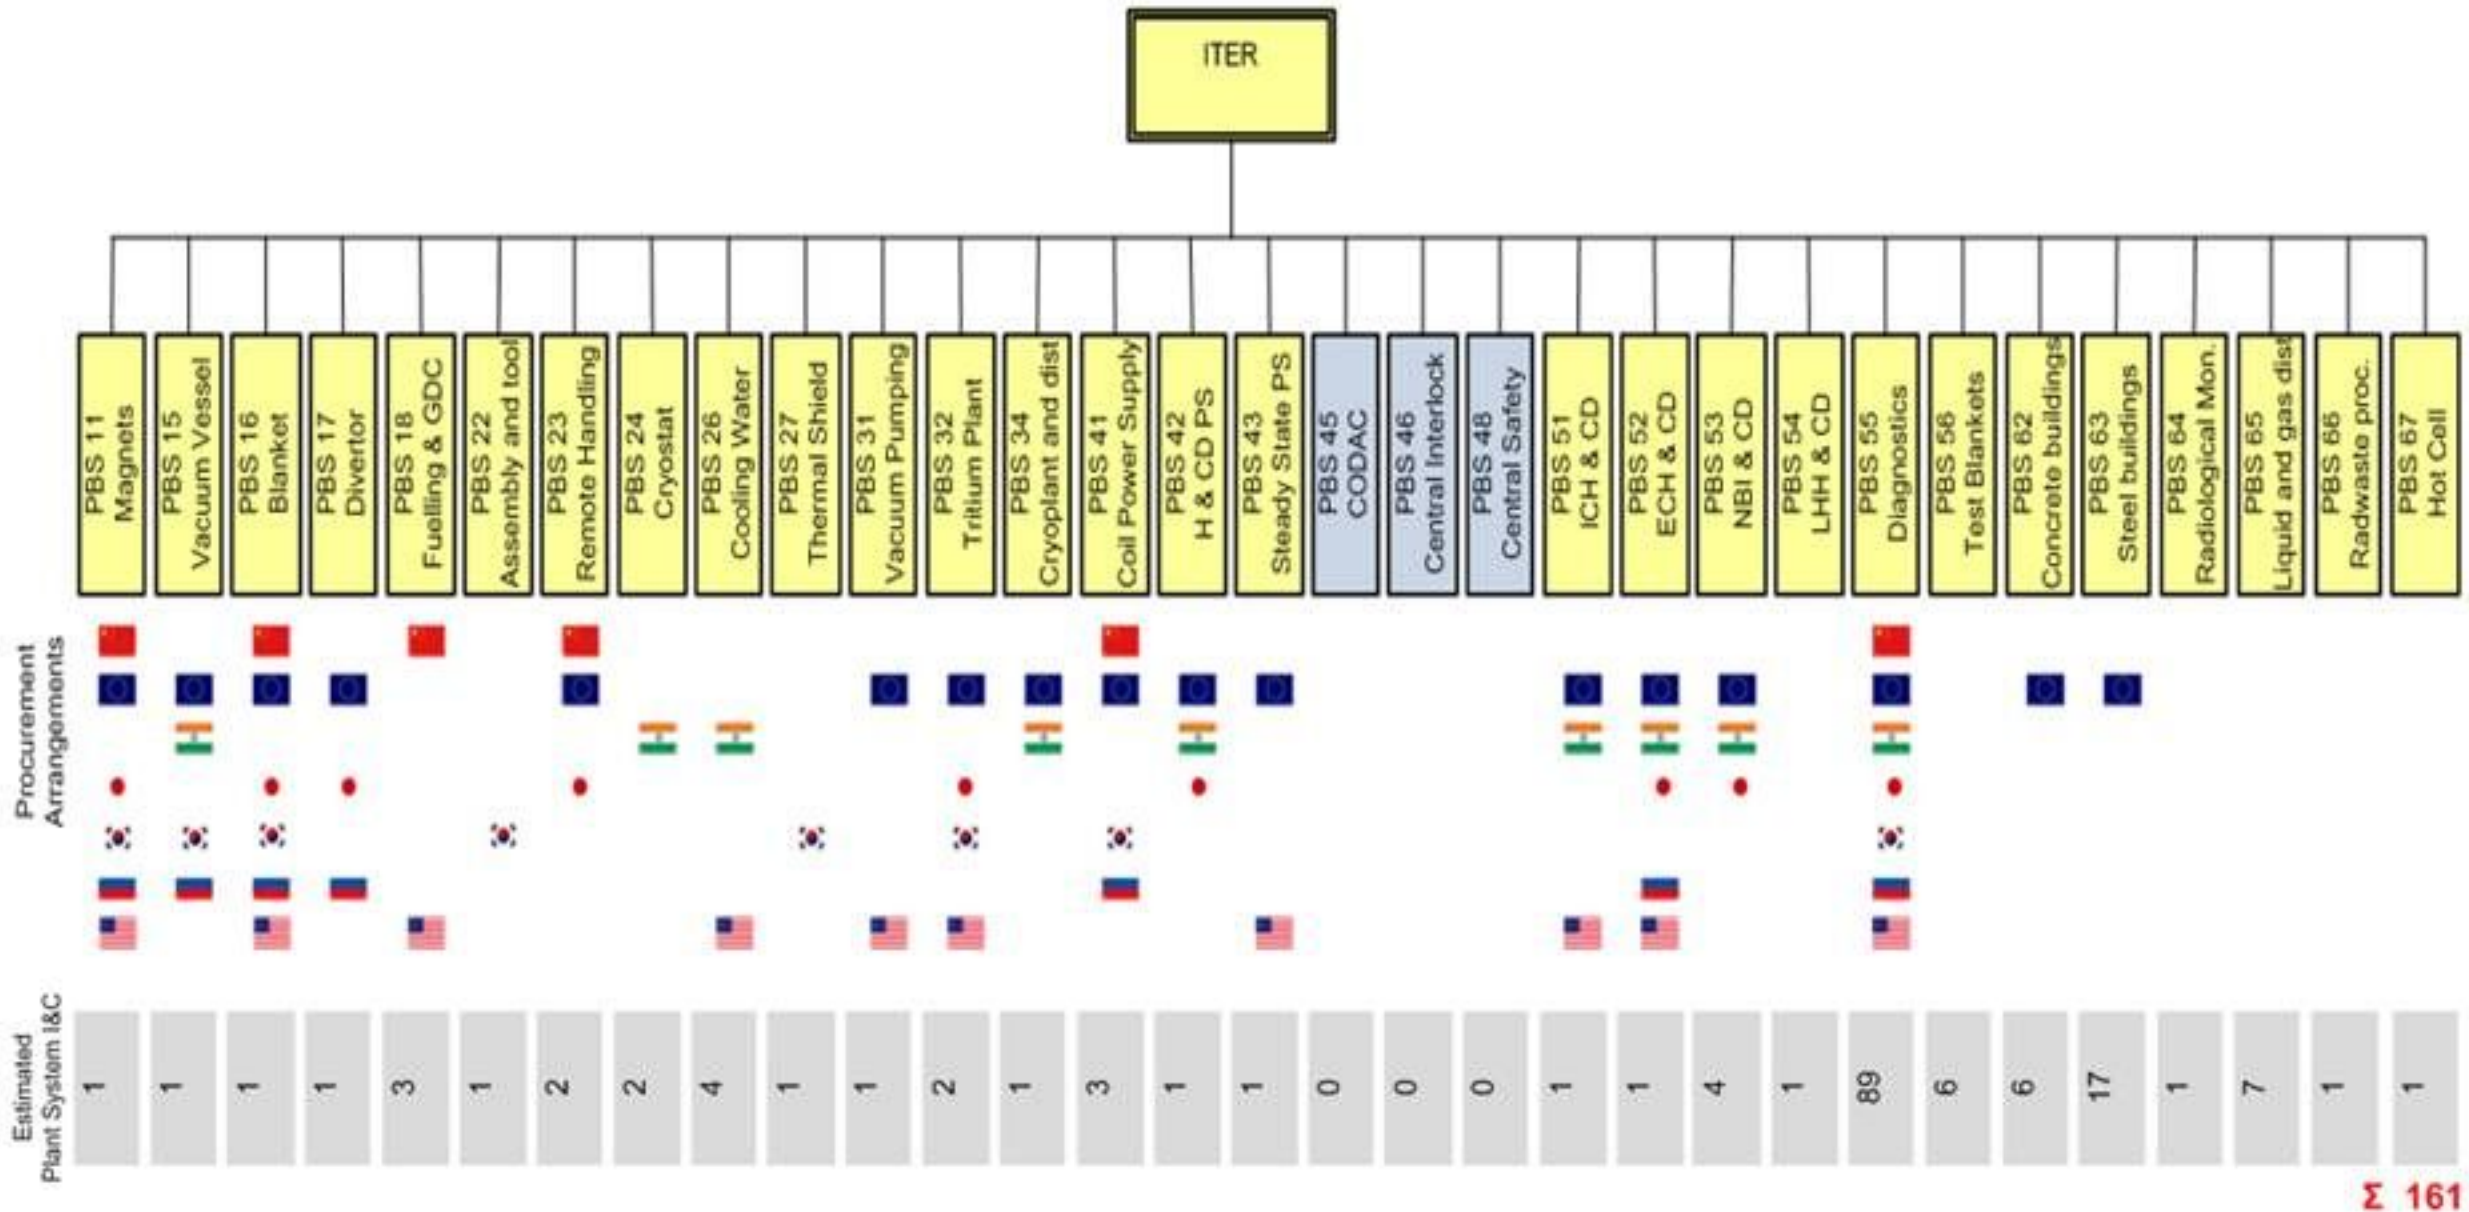 ITER
PBS 11
Magnets
PBS 15
Vacuum Vessel
PBS 16
Blanket
PBS 17
Divertor
PBS 18
Fuelling & GDC
PBS 22
Assembly and tool
PBS 23
Remote Handling
PBS 24
Cryostat
PBS 26
Cooling Water
PBS 27
Thermal Shield
PBS 31
Vacuum Pumping
PBS 32
Tritium Plant
PBS 34
Cryoplant and dist
PBS 41
Coil Power Supply
PBS 42
H & CD PS
PBS 43
Steady State PS
PBS 45
CODAC
PBS 46
Central Interlock
PBS 48
Central Safety
PBS 51
ICH & CD
PBS 52
ECH & CD
PBS 53
NBI & CD
PBS 54
LHH & CD
PBS 55
Diagnostics
PBS 56
Test Blankets
PBS 62
Concrete buildings
PBS 63
Steel buildings
PBS 64
Radiological Mon.
PBS 65
Liquid and gas dist
PBS 66
Radwaste proc.
PBS 67
Hot Cell
Procurement
Arrangements
Estimated
Plant System I&C
1
1
1
1
3
1
2
2
4
1
1
2
1
3
1
1
0
0
0
1
1
4
1
89
6
6
17
1
7
1
1
Σ 161